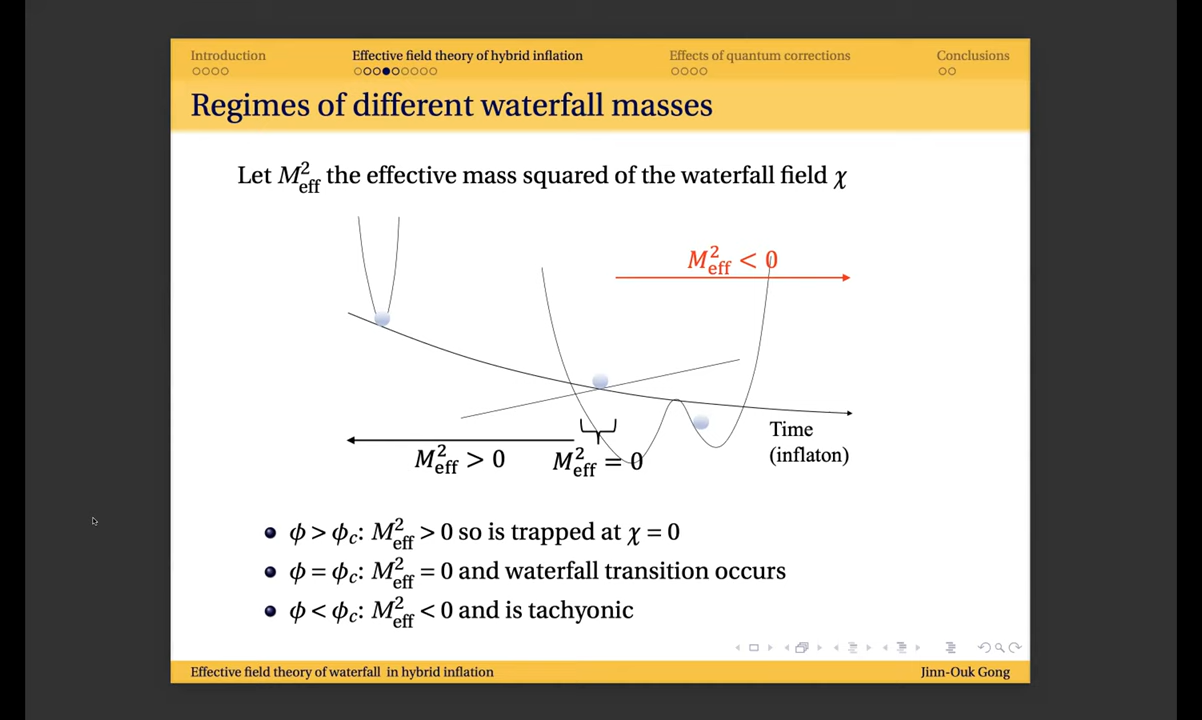 Introduction Effective field theory of hybrid inflation Effects of quantum corrections Conclusions
Regimes of different waterfall masses
Let M²eff the effective mass squared of the waterfall field χ
M²eff < 0
Time
(inflaton)
M²eff > 0 M²eff = 0
ϕ > ϕc: M²eff > 0 so is trapped at χ = 0
ϕ = ϕc: M²eff = 0 and waterfall transition occurs
ϕ < ϕc: M²eff < 0 and is tachyonic
Effective field theory of waterfall in hybrid inflation Jinn-Ouk Gong